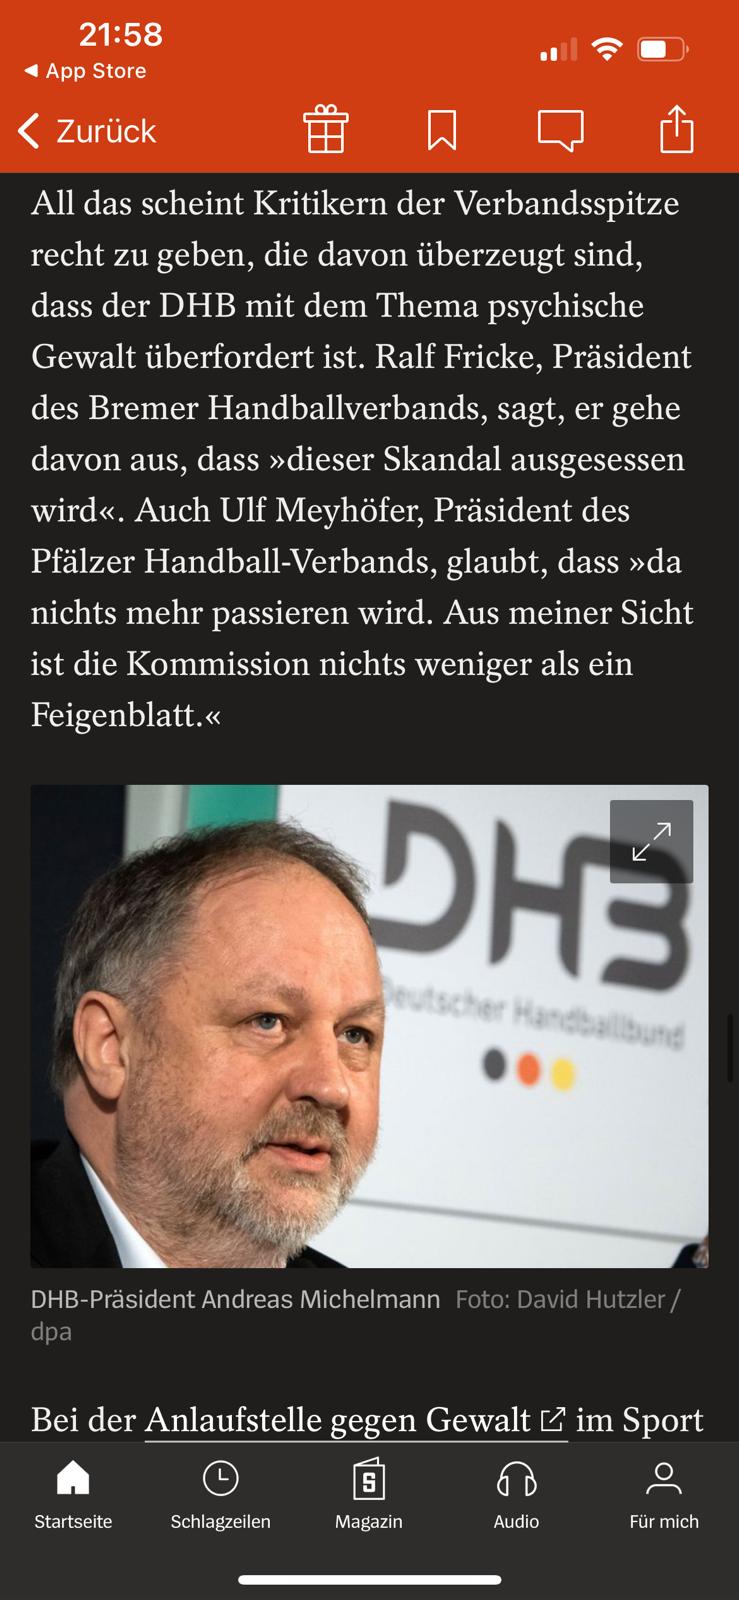 21:58
App Store
Zurück
All das scheint Kritikern der Verbandsspitze
recht zu geben, die davon überzeugt sind,
dass der DHB mit dem Thema psychische
Gewalt überfordert ist. Ralf Fricke, Präsident
des Bremer Handballverbands, sagt, er gehe
davon aus, dass »dieser Skandal ausgesessen
wird«. Auch Ulf Meyhöfer, Präsident des
Pfälzer Handball-Verbands, glaubt, dass »da
nichts mehr passieren wird. Aus meiner Sicht
ist die Kommission nichts weniger als ein
Feigenblatt.«
DHB
Deutscher Handballbund
DHB-Präsident Andreas Michelmann Foto: David Hutzler /
dpa
Bei der Anlaufstelle gegen Gewalt im Sport
S
Startseite Schlagzeilen Magazin Audio Für mich